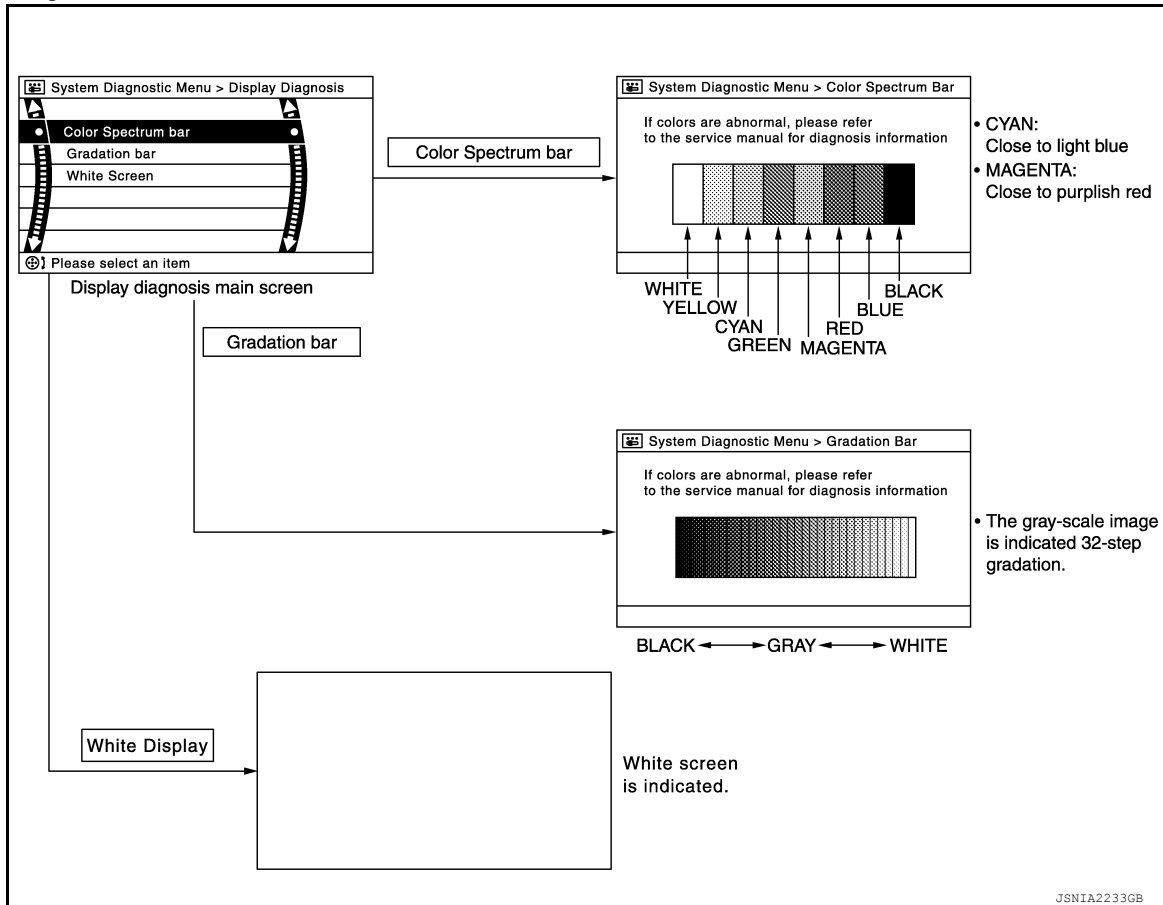 System Diagnostic Menu > Display Diagnosis
Color Spectrum bar
Gradation bar
White Screen
Please select an item
Display diagnosis main screen
Color Spectrum bar
System Diagnostic Menu > Color Spectrum Bar
If colors are abnormal, please refer
to the service manual for diagnosis information
WHITE
YELLOW
CYAN
GREEN
MAGENTA
RED
BLUE
BLACK
• CYAN:
Close to light blue
• MAGENTA:
Close to purplish red
Gradation bar
System Diagnostic Menu > Gradation Bar
If colors are abnormal, please refer
to the service manual for diagnosis information
BLACK GRAY WHITE
• The gray-scale image
is indicated 32-step
gradation.
White Display
White screen
is indicated.
JSNIA2233GB